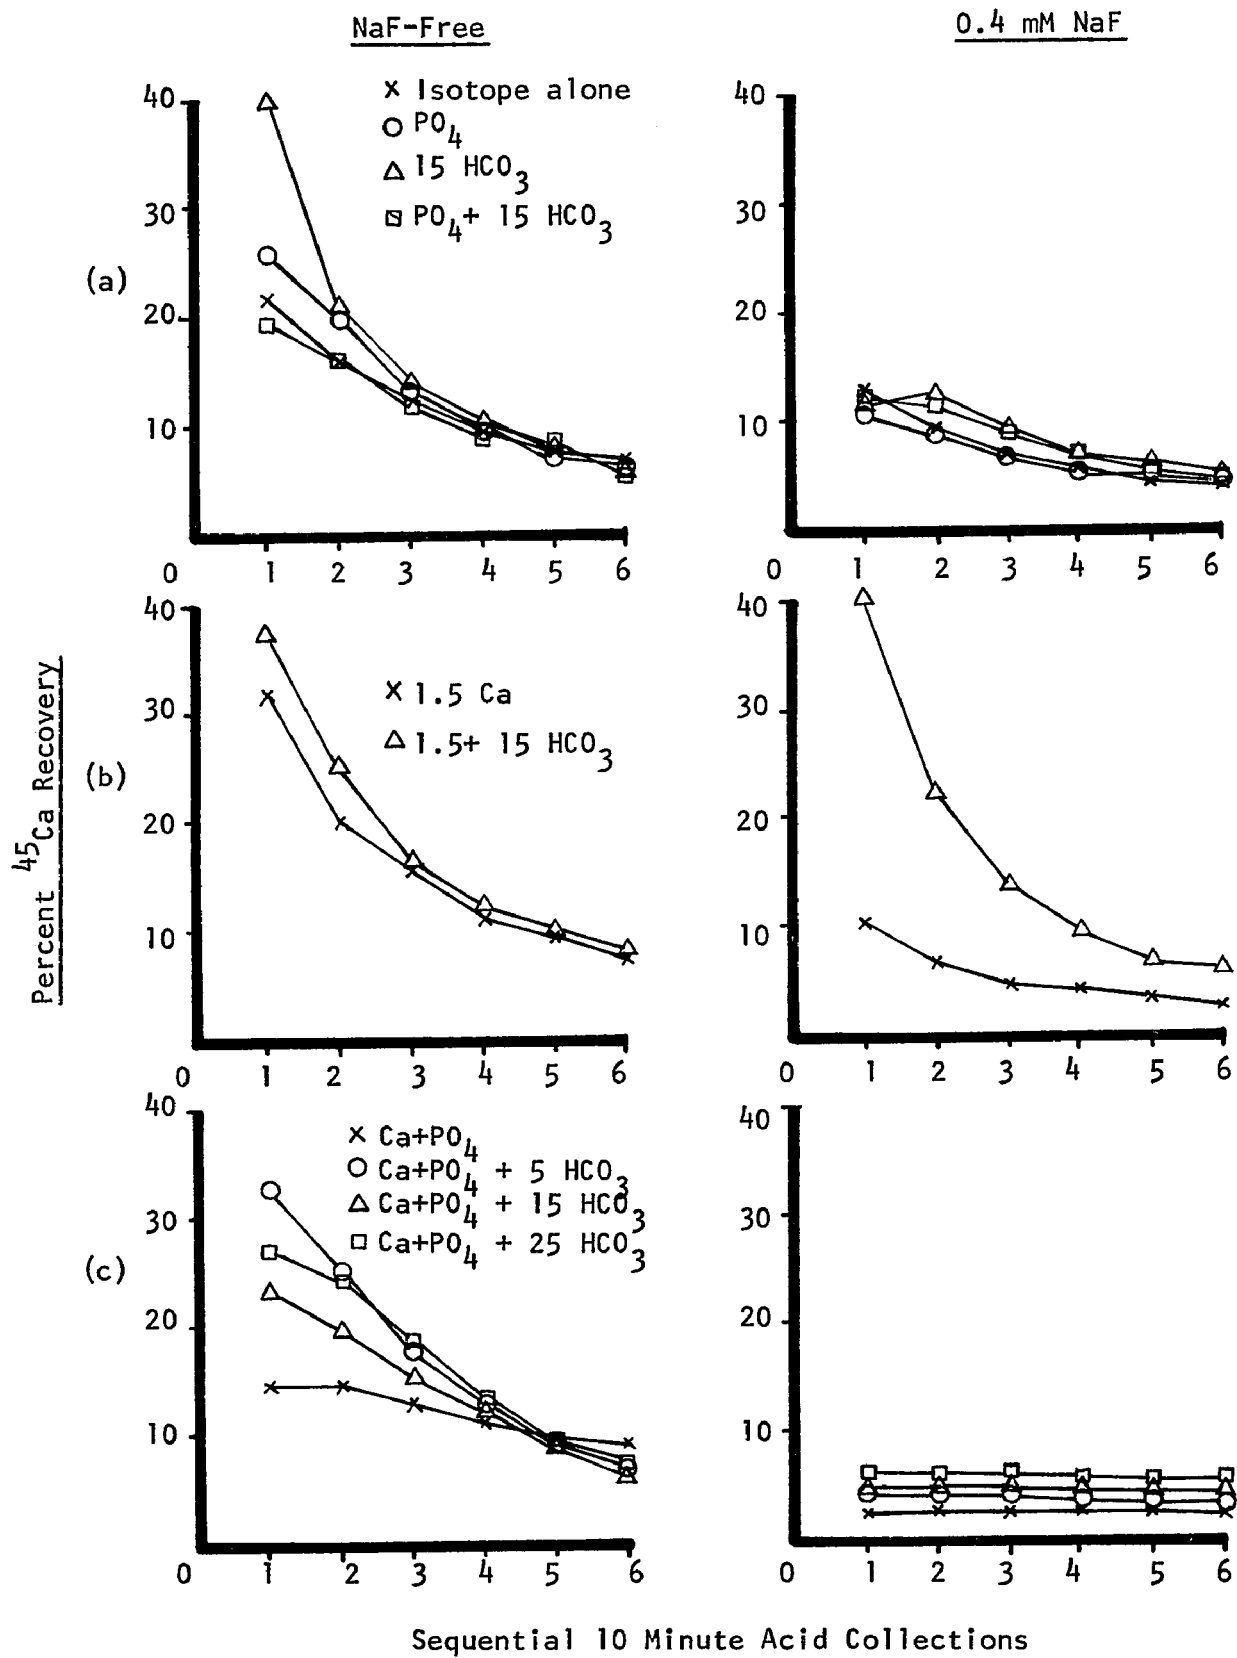 NaF-Free
0.4 mM NaF
(a)
40
30
20
10
0
1 2 3 4 5 6
× Isotope alone
○ PO4
△ 15 HCO3
□ PO4+ 15 HCO3
40
30
20
10
0
1 2 3 4 5 6
Percent 45Ca Recovery
(b)
40
30
20
10
0
1 2 3 4 5 6
× 1.5 Ca
△ 1.5+ 15 HCO3
40
30
20
10
0
1 2 3 4 5 6
(c)
40
30
20
10
0
1 2 3 4 5 6
× Ca+PO4
○ Ca+PO4 + 5 HCO3
△ Ca+PO4 + 15 HCO3
□ Ca+PO4 + 25 HCO3
40
30
20
10
0
1 2 3 4 5 6
Sequential 10 Minute Acid Collections